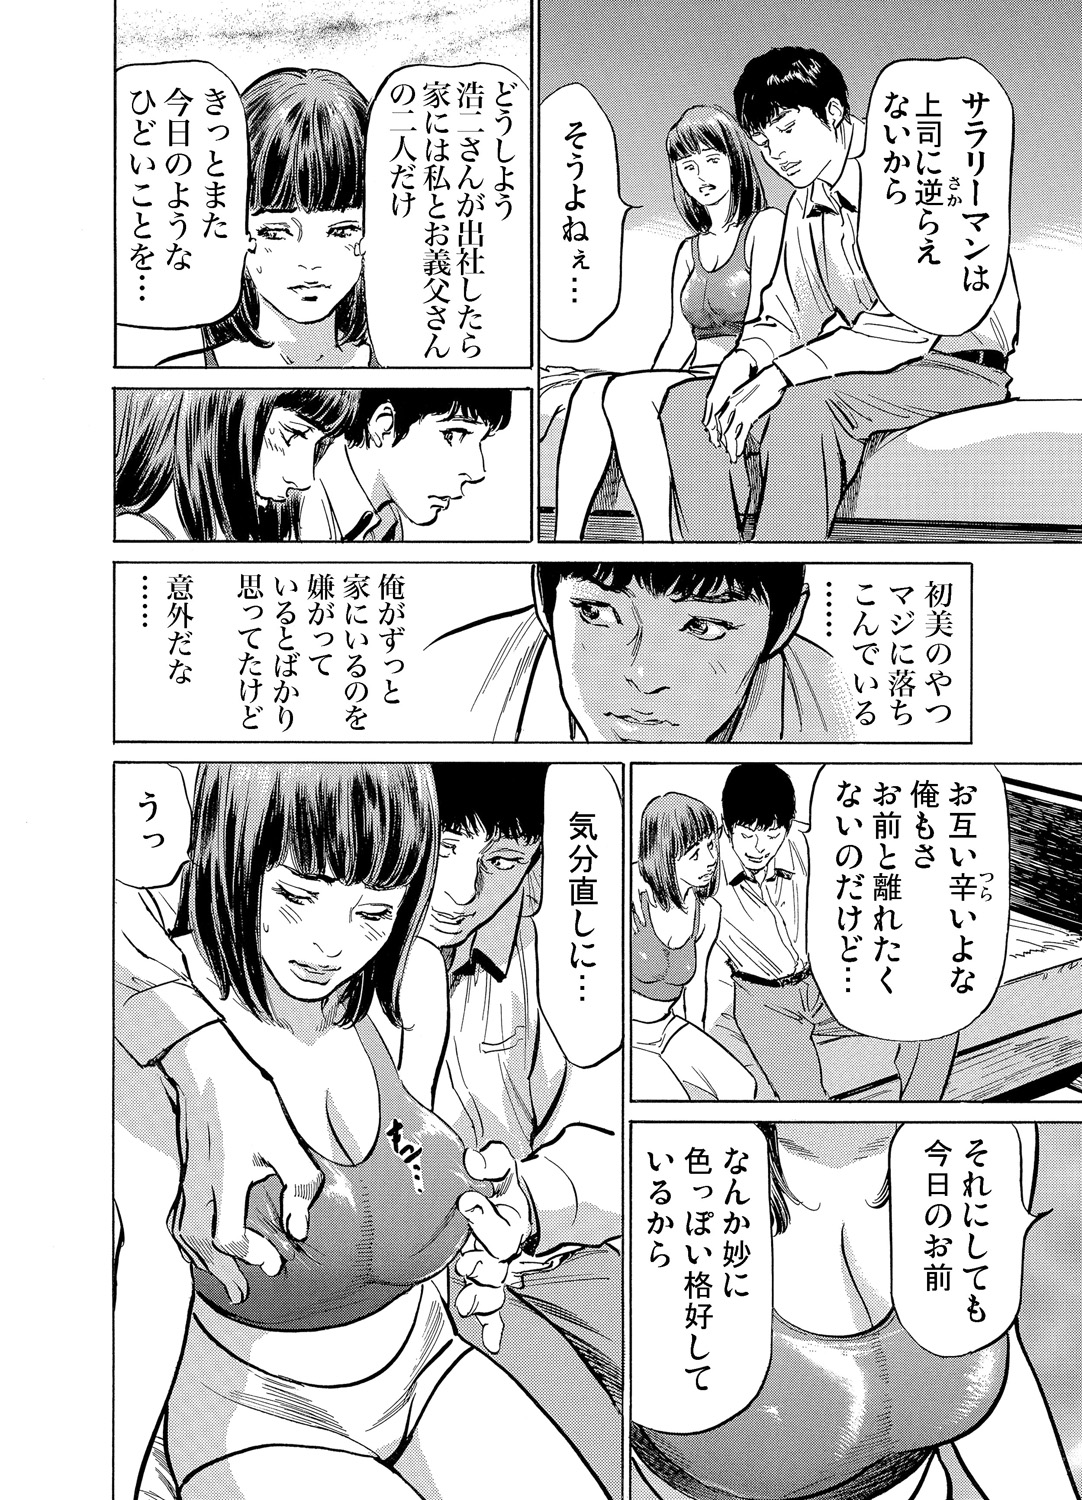 サラリーマンは
上司に逆らえ
さか
ないから
そうよねぇ…
どうしよう
浩二さんが出社したら
家には私とお義父さん
の二人だけ
きっとまた
今日のような
ひどいことを…
初美のやつ
マジに落ち
こんでいる
……
俺がずっと
家にいるのを
嫌がって
いるとばかり
思ってたけど
意外だな
……
お互い辛いよな
つら
俺もさ
お前と離れたく
ないのだけど…
それにしても
今日のお前
なんか妙に
色っぽい格好して
いるから
気分直しに…
うっ